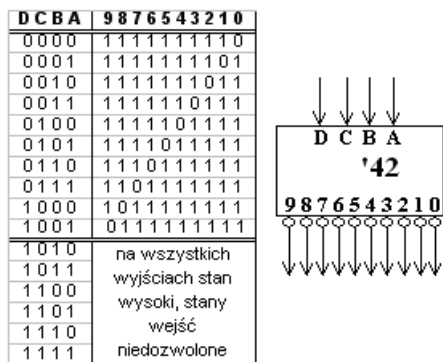 D C B A 9 8 7 6 5 4 3 2 1 0
0 0 0 0 1 1 1 1 1 1 1 1 1 0
0 0 0 1 1 1 1 1 1 1 1 1 0 1
0 0 1 0 1 1 1 1 1 1 1 0 1 1
0 0 1 1 1 1 1 1 1 1 0 1 1 1
0 1 0 0 1 1 1 1 1 0 1 1 1 1
0 1 0 1 1 1 1 1 0 1 1 1 1 1
0 1 1 0 1 1 1 0 1 1 1 1 1 1
0 1 1 1 1 1 0 1 1 1 1 1 1 1
1 0 0 0 1 0 1 1 1 1 1 1 1 1
1 0 0 1 0 1 1 1 1 1 1 1 1 1
1 0 1 0
1 0 1 1
1 1 0 0
1 1 0 1
1 1 1 0
1 1 1 1
na wszystkich
wyjściach stan
wysoki, stany
wejść
niedozwolone
D C B A
'42
9 8 7 6 5 4 3 2 1 0